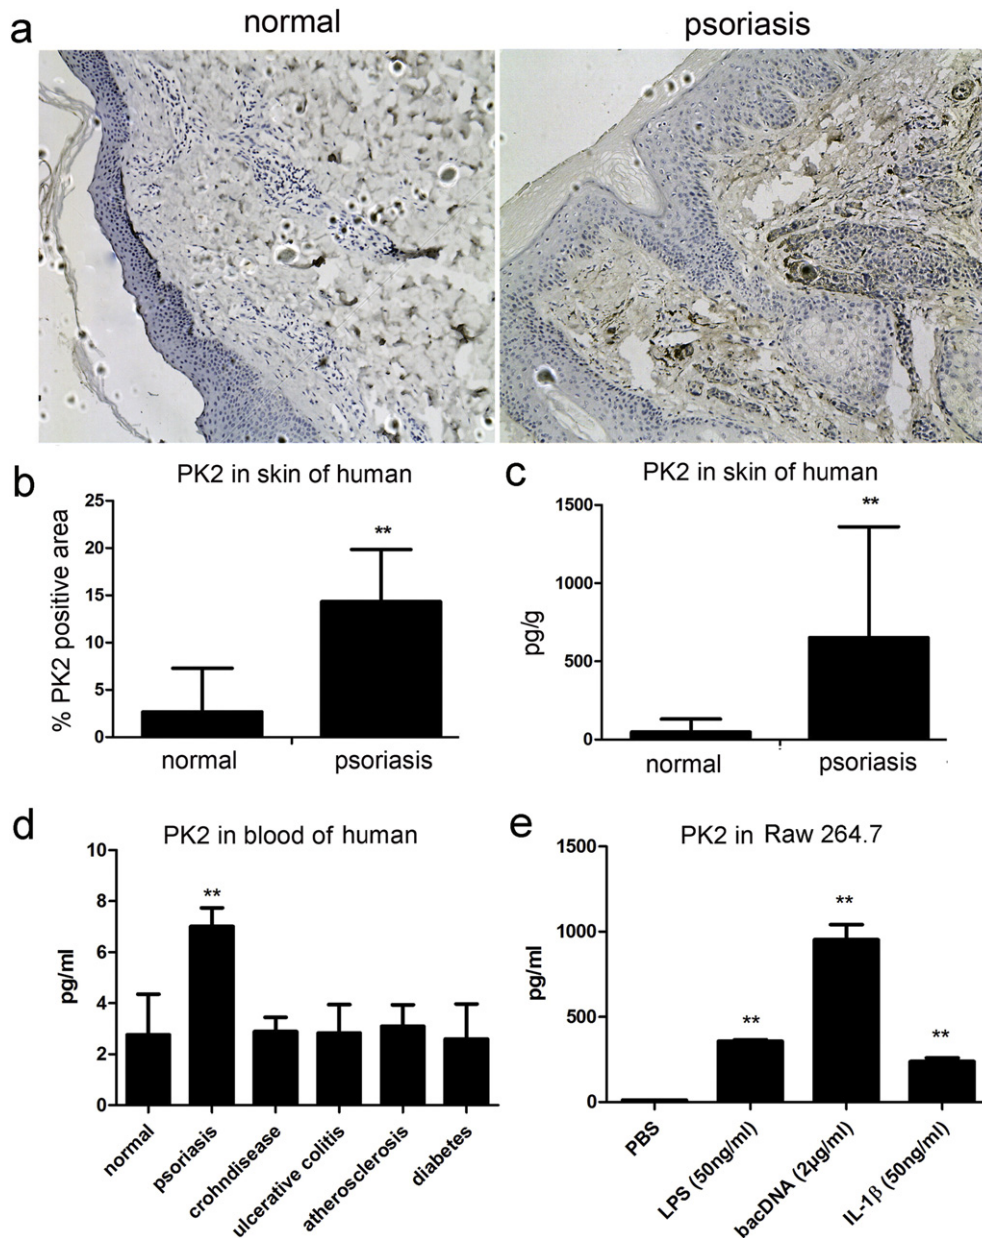 a
normal
psoriasis
b
PK2 in skin of human
% PK2 positive area
25
20
15
10
5
0
**
normal
psoriasis
c
PK2 in skin of human
pg/g
1500
1000
500
0
**
normal
psoriasis
d
PK2 in blood of human
pg/ml
10
8
6
4
2
0
**
normal
psoriasis
crohndisease
ulcerative colitis
atherosclerosis
diabetes
e
PK2 in Raw 264.7
pg/ml
1500
1000
500
0
**
**
**
PBS
LPS (50ng/ml)
bacDNA (2μg/ml)
IL-1β (50ng/ml)